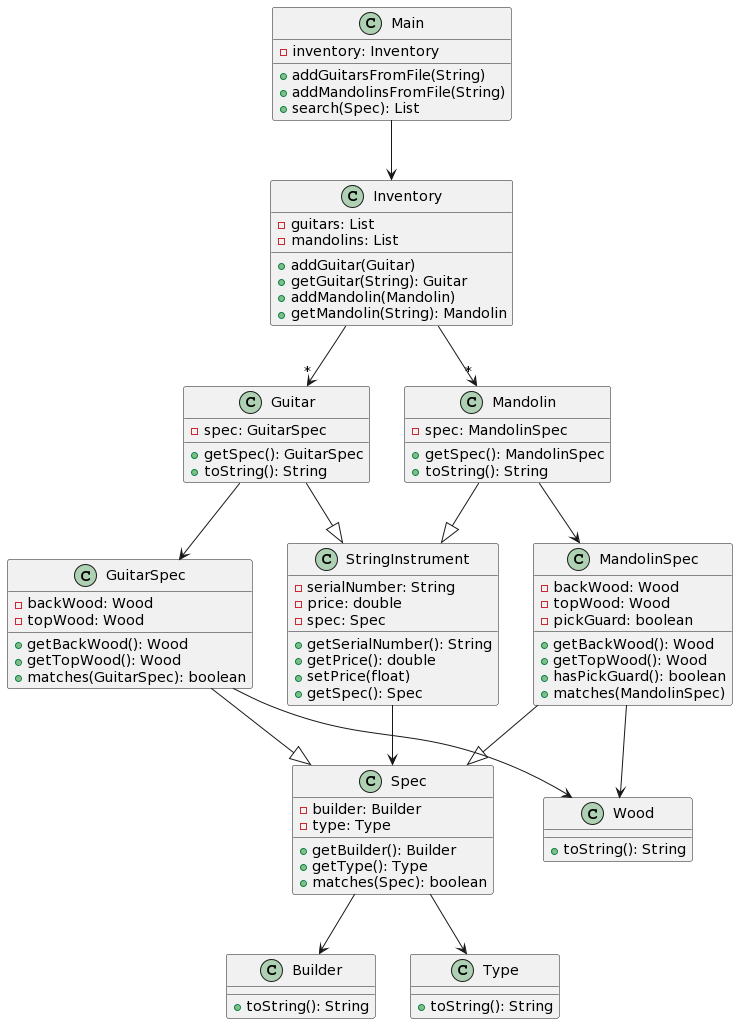 C Main
inventory: Inventory
addGuitarsFromFile(String)
addMandolinsFromFile(String)
search(Spec): List
C Inventory
guitars: List
mandolins: List
addGuitar(Guitar)
getGuitar(String): Guitar
addMandolin(Mandolin)
getMandolin(String): Mandolin
*
*
C Guitar
spec: GuitarSpec
getSpec(): GuitarSpec
toString(): String
C Mandolin
spec: MandolinSpec
getSpec(): MandolinSpec
toString(): String
C GuitarSpec
backWood: Wood
topWood: Wood
getBackWood(): Wood
getTopWood(): Wood
matches(GuitarSpec): boolean
C StringInstrument
serialNumber: String
price: double
spec: Spec
getSerialNumber(): String
getPrice(): double
setPrice(float)
getSpec(): Spec
C MandolinSpec
backWood: Wood
topWood: Wood
pickGuard: boolean
getBackWood(): Wood
getTopWood(): Wood
hasPickGuard(): boolean
matches(MandolinSpec)
C Spec
builder: Builder
type: Type
getBuilder(): Builder
getType(): Type
matches(Spec): boolean
C Wood
toString(): String
C Builder
toString(): String
C Type
toString(): String